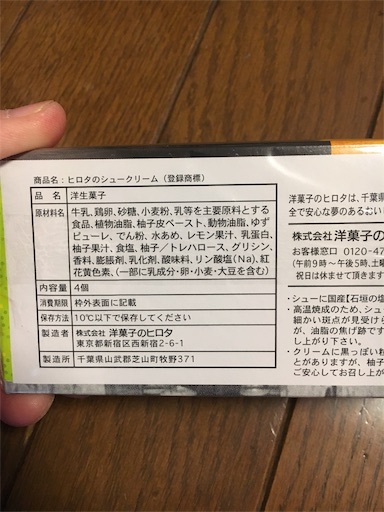 商品名：ヒロタのシュークリーム（登録商標）
品　名　洋生菓子
原材料名　牛乳、鶏卵、砂糖、小麦粉、乳等を主要原料とする
食品、植物油脂、柚子皮ペースト、動物油脂、ゆず
ピューレ、でん粉、水あめ、レモン果汁、乳蛋白、
柚子果汁、食塩、柚子／トレハロース、グリシン、
香料、膨脹剤、乳化剤、酸味料、リン酸塩(Na)、紅
花黄色素、（一部に乳成分・卵・小麦・大豆を含む）
内容量　4個
消費期限　枠外表面に記載
保存方法　10℃以下で保存してください
製造者　株式会社 洋菓子のヒロタ
東京都新宿区西新宿2-6-1
製造所　千葉県山武郡芝山町牧野371
洋菓子のヒロタは、千葉県
全で安心な夢のあるおいし
株式会社 洋菓子の
お客様窓口 0120-47
(午前9時～午後5時、土曜
祝日は休ませて頂きます
・シューに国産【石垣の塩
・高温焼成のため、シュー
細かい斑点が見受けら
が、油脂の焦げ跡です
し上がり下さい。
・クリームに黒っぽい粒
とがありますが、柚子
ご安心してお召し上が